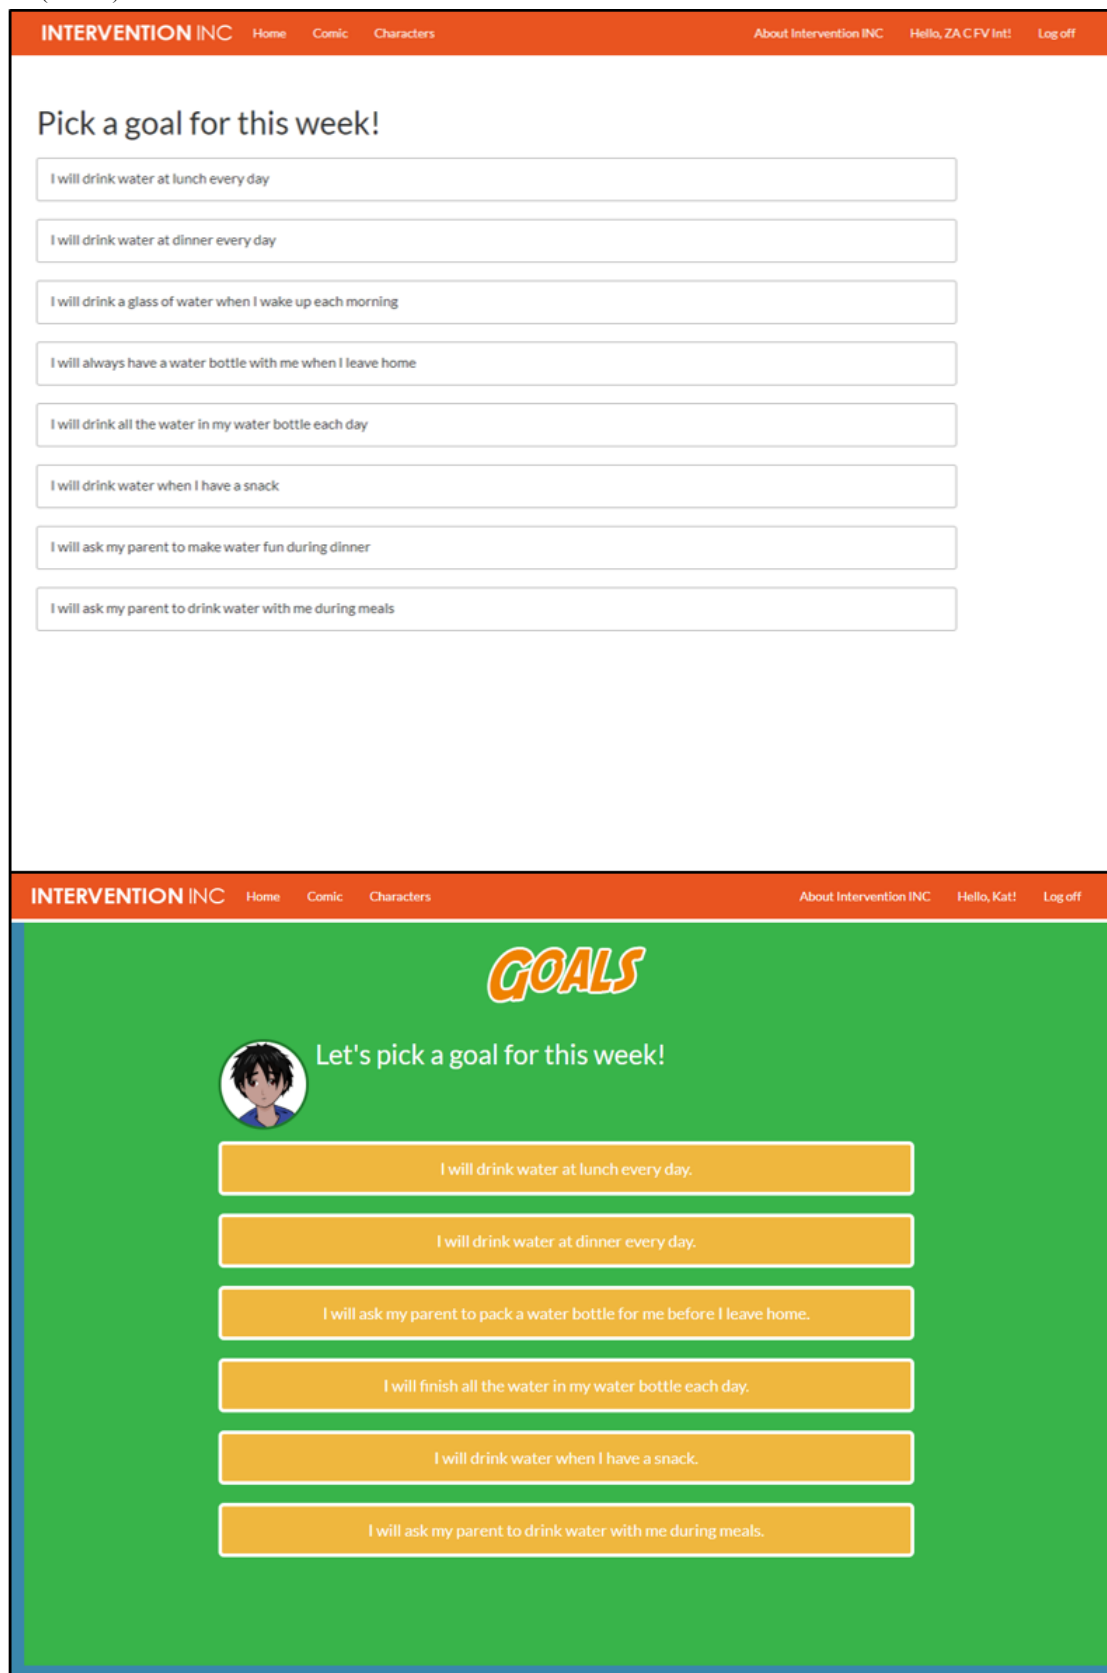 INTERVENTION INC Home Comic Characters About Intervention INC Hello, ZA C FV Int! Log off
Pick a goal for this week!
I will drink water at lunch every day
I will drink water at dinner every day
I will drink a glass of water when I wake up each morning
I will always have a water bottle with me when I leave home
I will drink all the water in my water bottle each day
I will drink water when I have a snack
I will ask my parent to make water fun during dinner
I will ask my parent to drink water with me during meals
INTERVENTION INC Home Comic Characters About Intervention INC Hello, Kat! Log off
GOALS
Let's pick a goal for this week!
I will drink water at lunch every day.
I will drink water at dinner every day.
I will ask my parent to pack a water bottle for me before I leave home.
I will finish all the water in my water bottle each day.
I will drink water when I have a snack.
I will ask my parent to drink water with me during meals.